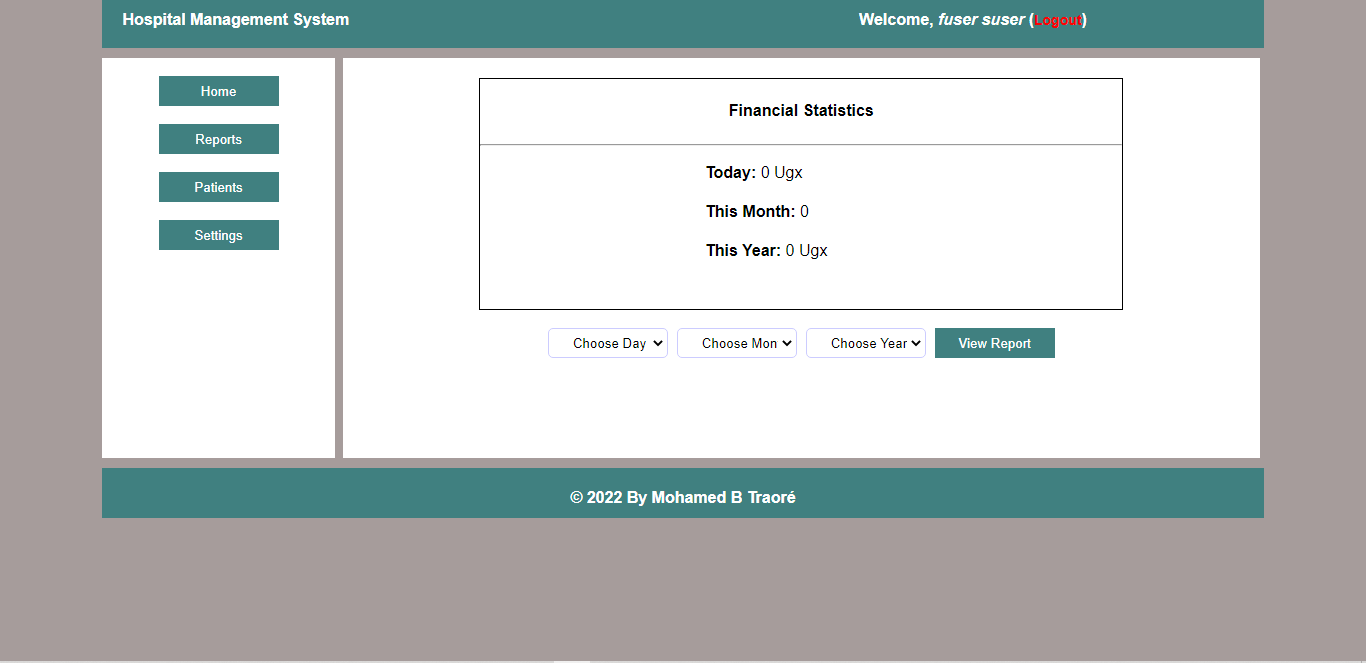 Hospital Management System
Welcome, fuser suser (Logout)
Home
Reports
Patients
Settings
Financial Statistics
Today: 0 Ugx
This Month: 0
This Year: 0 Ugx
Choose Day Choose Mon Choose Year View Report
© 2022 By Mohamed B Traoré